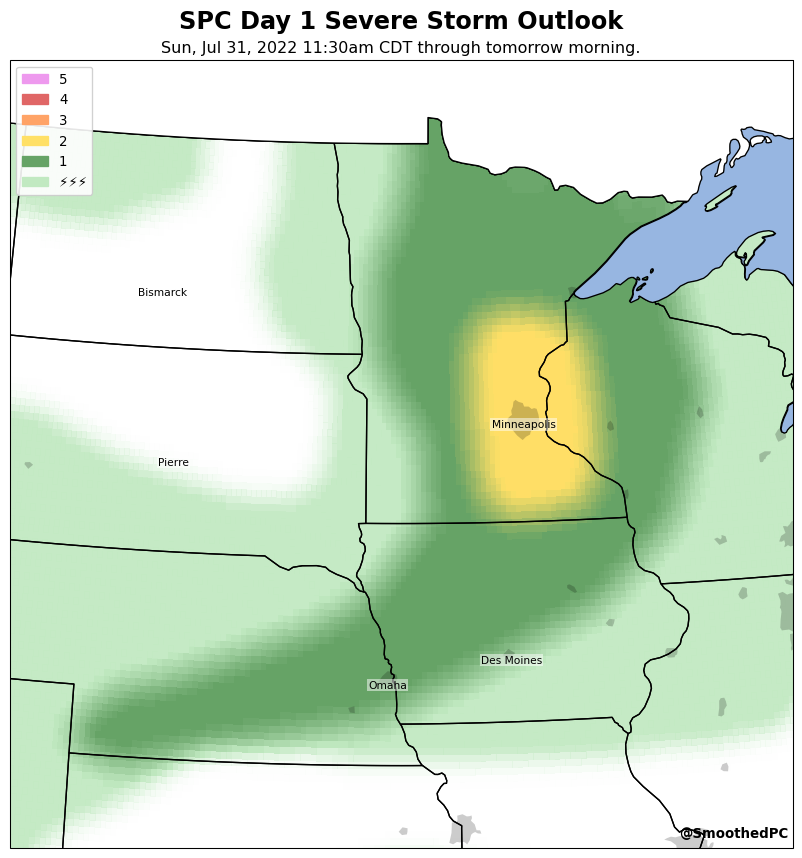 SPC Day 1 Severe Storm Outlook
Sun, Jul 31, 2022 11:30am CDT through tomorrow morning.
5
4
3
2
1
⚡⚡⚡
Bismarck
Minneapolis
Pierre
Des Moines
Omaha
@SmoothedPC